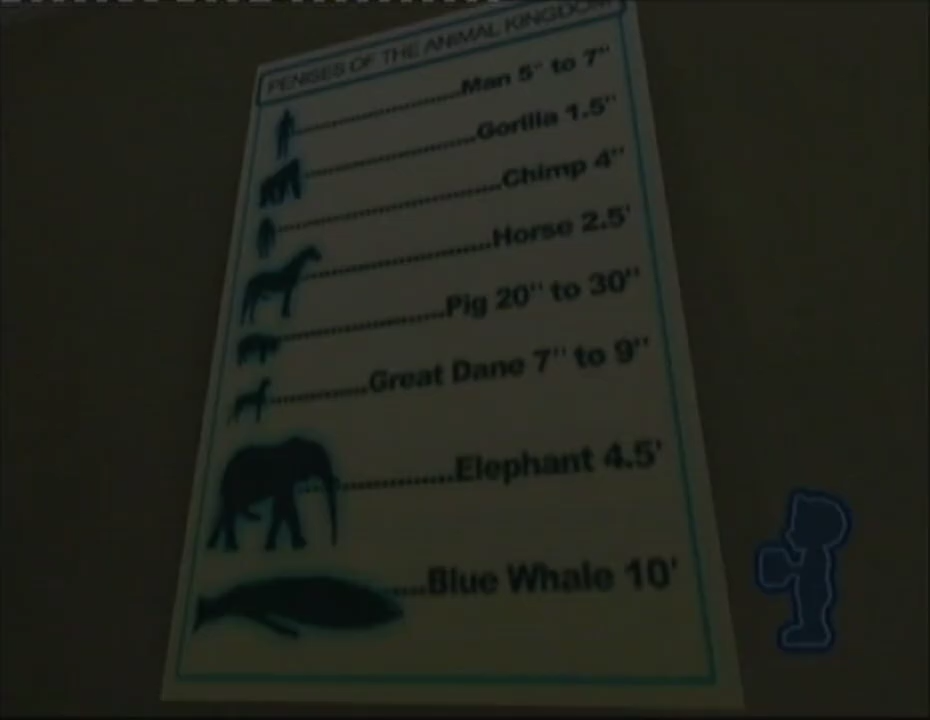 PENISES OF THE ANIMAL KINGDOM
Man 5" to 7"
Gorilla 1.5"
Chimp 4"
Horse 2.5'
Pig 20" to 30"
Great Dane 7" to 9"
Elephant 4.5'
Blue Whale 10'